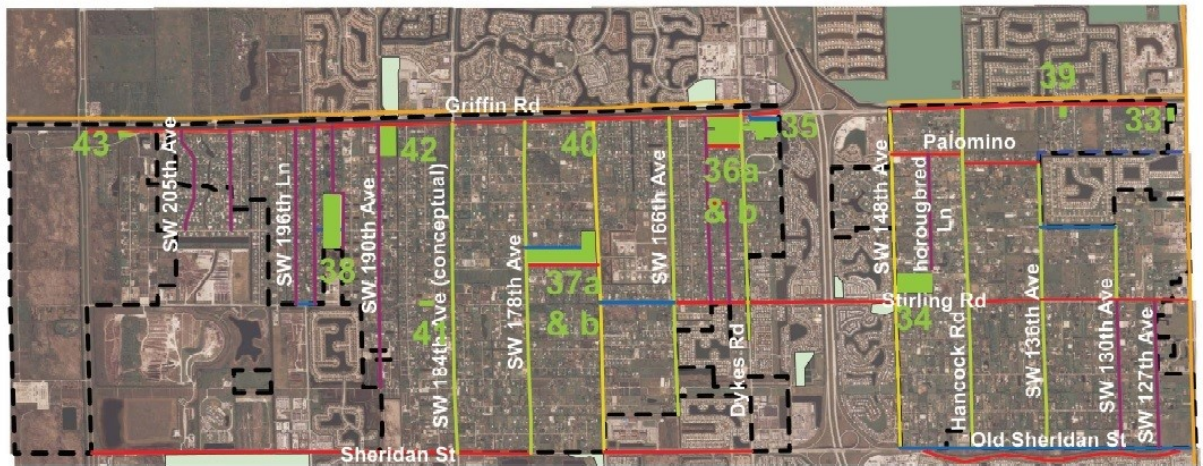 39
Griffin Rd
33
35
43
42
40
Palomino
36a
& b
SW 205th Ave
SW 196th Ln
SW 190th Ave
SW 184th Ave (conceptual)
SW 178th Ave
SW 166th Ave
SW 148th Ave
horoughbred
Ln
38
37a
& b
41
Stirling Rd
34
Dykes Rd
Hancock Rd
SW 136th Ave
SW 130th Ave
SW 127th Ave
Old Sheridan St
Sheridan St